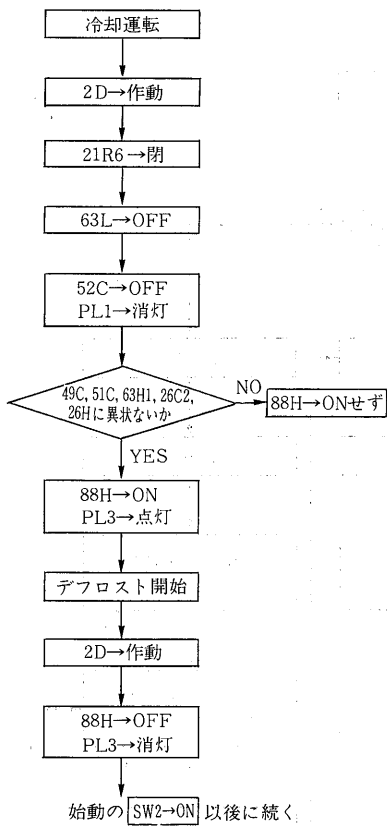 冷却運転
2D→作動
21R6→閉
63L→OFF
52C→OFF
PL1→消灯
49C, 51C, 63H1, 26C2,
26Hに異状ないか
NO
88H→ONせず
YES
88H→ON
PL3→点灯
デフロスト開始
2D→作動
88H→OFF
PL3→消灯
始動の SW2→ON 以後に続く